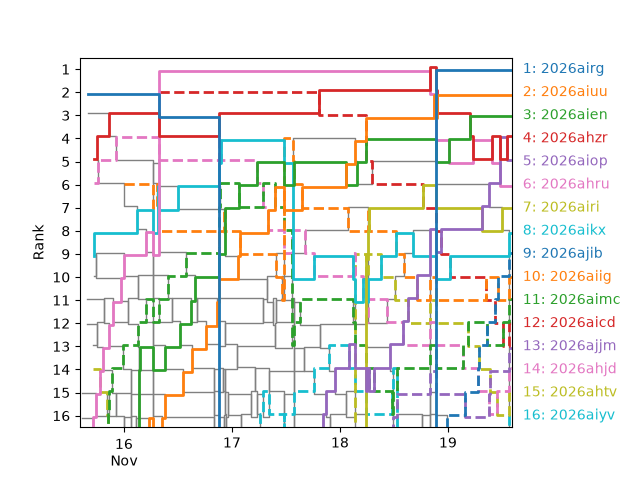 1
2
3
4
5
6
7
8
9
10
11
12
13
14
15
16
Rank
16
17
18
19
Nov
1: 2026airg
2: 2026aiuu
3: 2026aien
4: 2026ahzr
5: 2026aiop
6: 2026ahru
7: 2026airi
8: 2026aikx
9: 2026ajib
10: 2026aiig
11: 2026aimc
12: 2026aicd
13: 2026ajjm
14: 2026ahjd
15: 2026ahtv
16: 2026aiyv